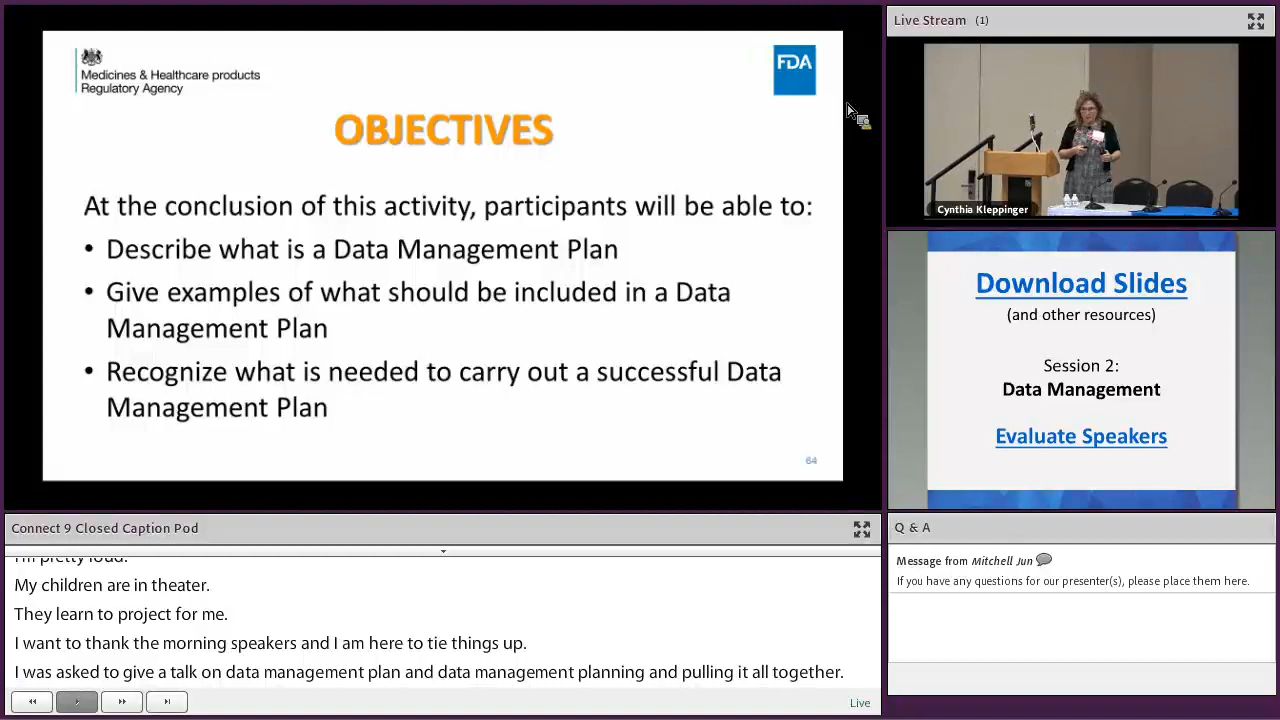 Medicines & Healthcare products
Regulatory Agency
FDA
OBJECTIVES
At the conclusion of this activity, participants will be able to:
• Describe what is a Data Management Plan
• Give examples of what should be included in a Data
Management Plan
• Recognize what is needed to carry out a successful Data
Management Plan
64
Live Stream (1)
Cynthia Kleppinger
Download Slides
(and other resources)
Session 2:
Data Management
Evaluate Speakers
Connect 9 Closed Caption Pod
I'm pretty loud.
My children are in theater.
They learn to project for me.
I want to thank the morning speakers and I am here to tie things up.
I was asked to give a talk on data management plan and data management planning and pulling it all together.
Live
Q & A
Message from Mitchell Jun
If you have any questions for our presenter(s), please place them here.